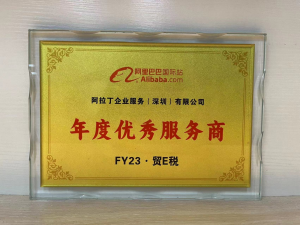 阿里巴巴国际站
Alibaba.com
阿拉丁企业服务（深圳）有限公司
年度优秀服务商
FY23·贸E税